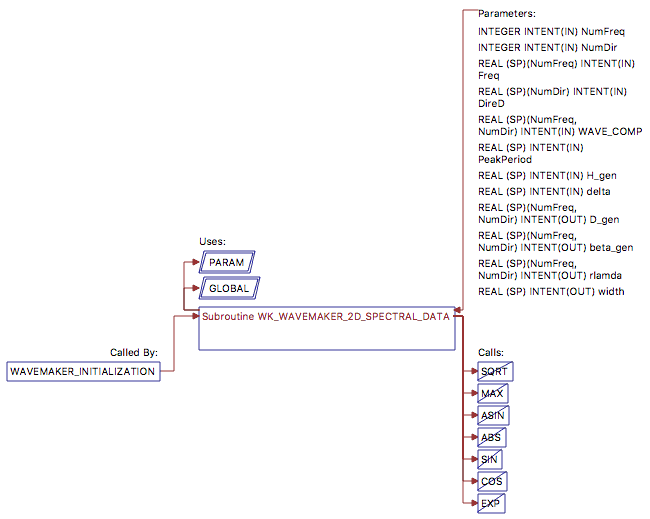 Parameters:
INTEGER INTENT(IN) NumFreq
INTEGER INTENT(IN) NumDir
REAL (SP)(NumFreq) INTENT(IN)
Freq
REAL (SP)(NumDir) INTENT(IN)
DireD
REAL (SP)(NumFreq,
NumDir) INTENT(IN) WAVE_COMP
REAL (SP) INTENT(IN)
PeakPeriod
REAL (SP) INTENT(IN) H_gen
REAL (SP) INTENT(IN) delta
REAL (SP)(NumFreq,
NumDir) INTENT(OUT) D_gen
REAL (SP)(NumFreq,
NumDir) INTENT(OUT) beta_gen
REAL (SP)(NumFreq,
NumDir) INTENT(OUT) rlamda
REAL (SP) INTENT(OUT) width
Uses:
PARAM
GLOBAL
Subroutine WK_WAVEMAKER_2D_SPECTRAL_DATA
Called By:
WAVEMAKER_INITIALIZATION
Calls:
SQRT
MAX
ASIN
ABS
SIN
COS
EXP